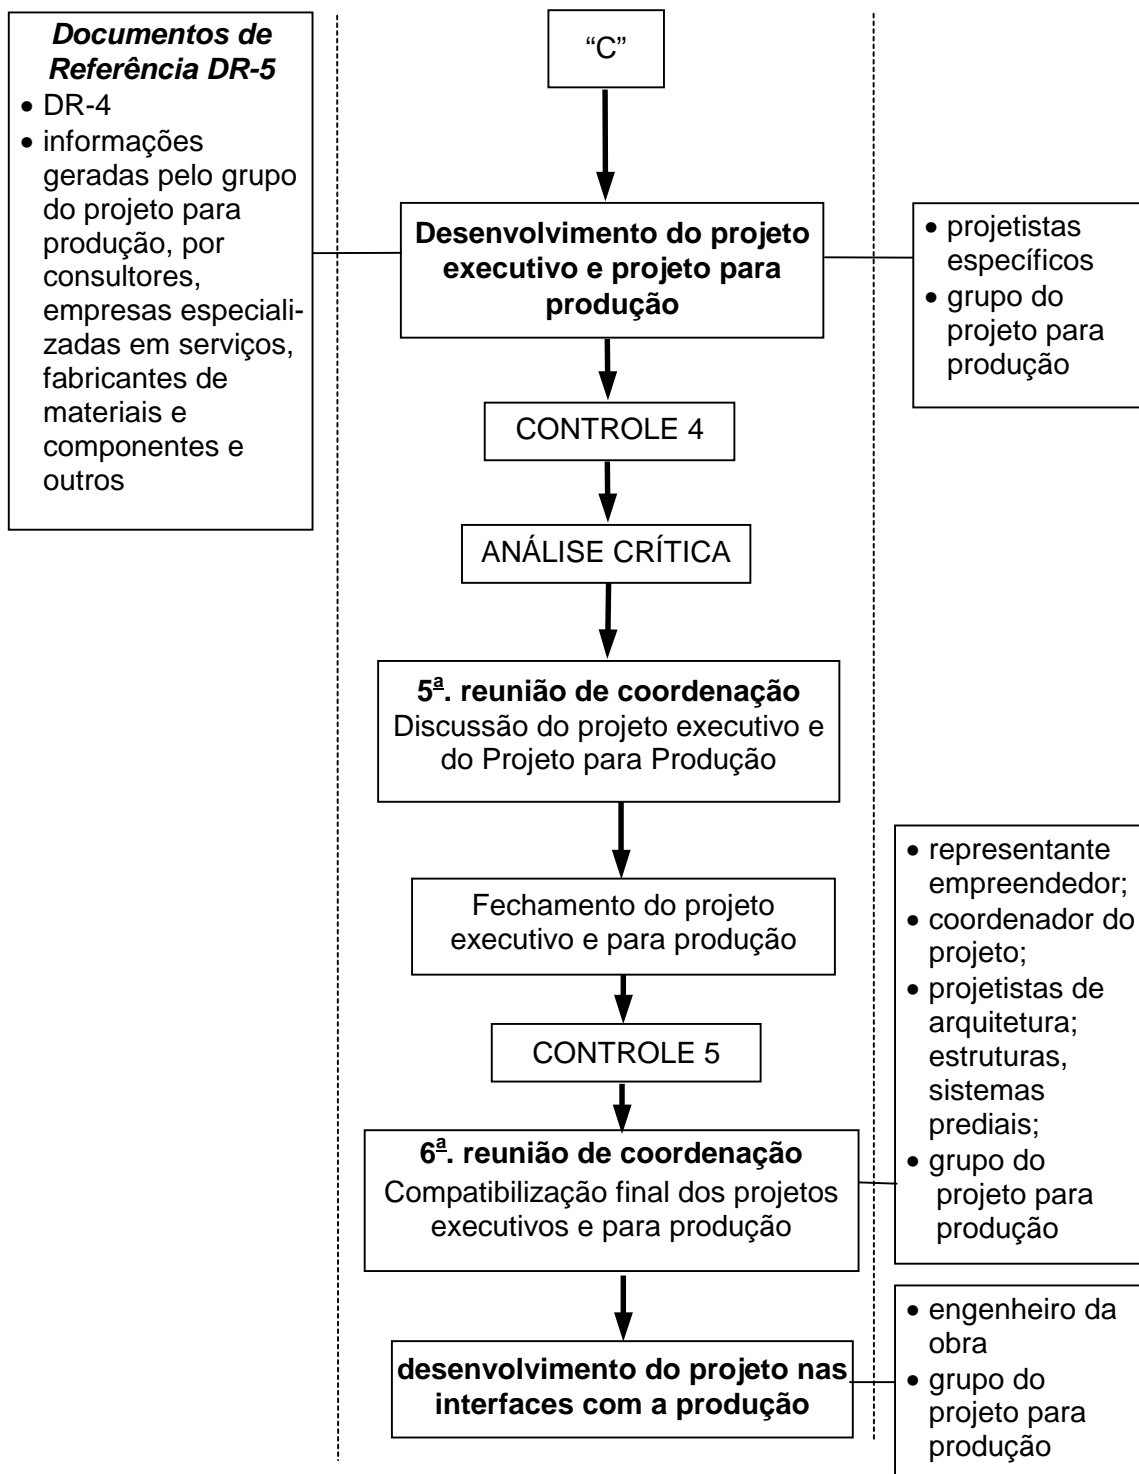 Documentos de
Referência DR-5
• DR-4
• informações
geradas pelo grupo
do projeto para
produção, por
consultores,
empresas especiali-
zadas em serviços,
fabricantes de
materiais e
componentes e
outros
“C”
Desenvolvimento do projeto
executivo e projeto para
produção
• projetistas
específicos
• grupo do
projeto para
produção
CONTROLE 4
ANÁLISE CRÍTICA
5ª. reunião de coordenação
Discussão do projeto executivo e
do Projeto para Produção
Fechamento do projeto
executivo e para produção
CONTROLE 5
6ª. reunião de coordenação
Compatibilização final dos projetos
executivos e para produção
• representante
empreendedor;
• coordenador do
projeto;
• projetistas de
arquitetura;
estruturas,
sistemas
prediais;
• grupo do
projeto para
produção
desenvolvimento do projeto nas
interfaces com a produção
• engenheiro da
obra
• grupo do
projeto para
produção